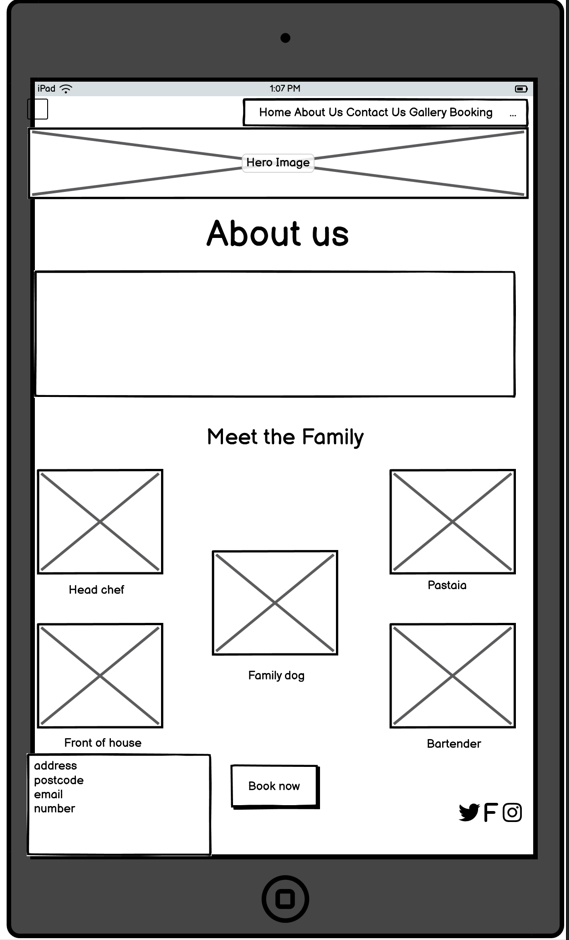 iPad 1:07 PM
Home About Us Contact Us Gallery Booking ...
Hero Image
About us
Meet the Family
Head chef
Pastaia
Family dog
Front of house
Bartender
address
postcode
email
number
Book now
F